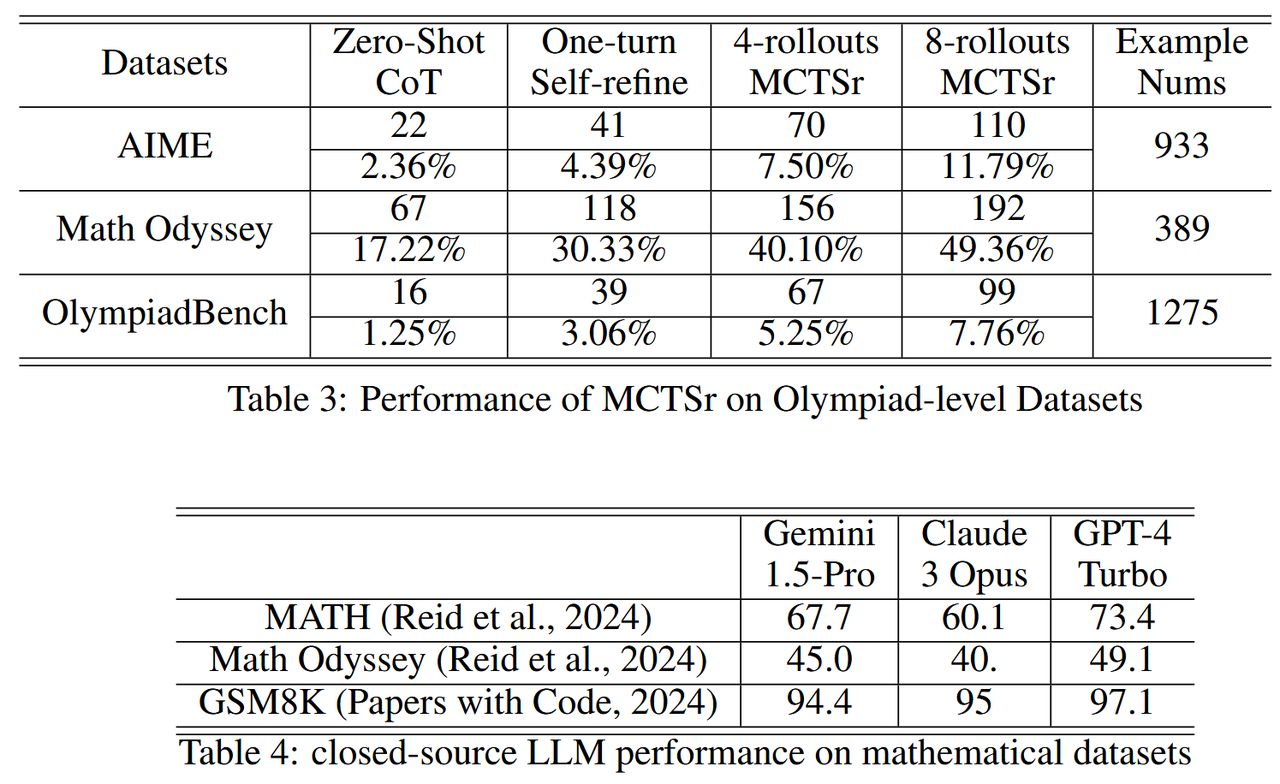 Datasets Zero-Shot CoT One-turn Self-refine 4-rollouts MCTSr 8-rollouts MCTSr Example Nums
AIME 22 41 70 110 933
2.36% 4.39% 7.50% 11.79%
Math Odyssey 67 118 156 192 389
17.22% 30.33% 40.10% 49.36%
OlympiadBench 16 39 67 99 1275
1.25% 3.06% 5.25% 7.76%
Table 3: Performance of MCTSr on Olympiad-level Datasets
Gemini 1.5-Pro Claude 3 Opus GPT-4 Turbo
MATH (Reid et al., 2024) 67.7 60.1 73.4
Math Odyssey (Reid et al., 2024) 45.0 40. 49.1
GSM8K (Papers with Code, 2024) 94.4 95 97.1
Table 4: closed-source LLM performance on mathematical datasets